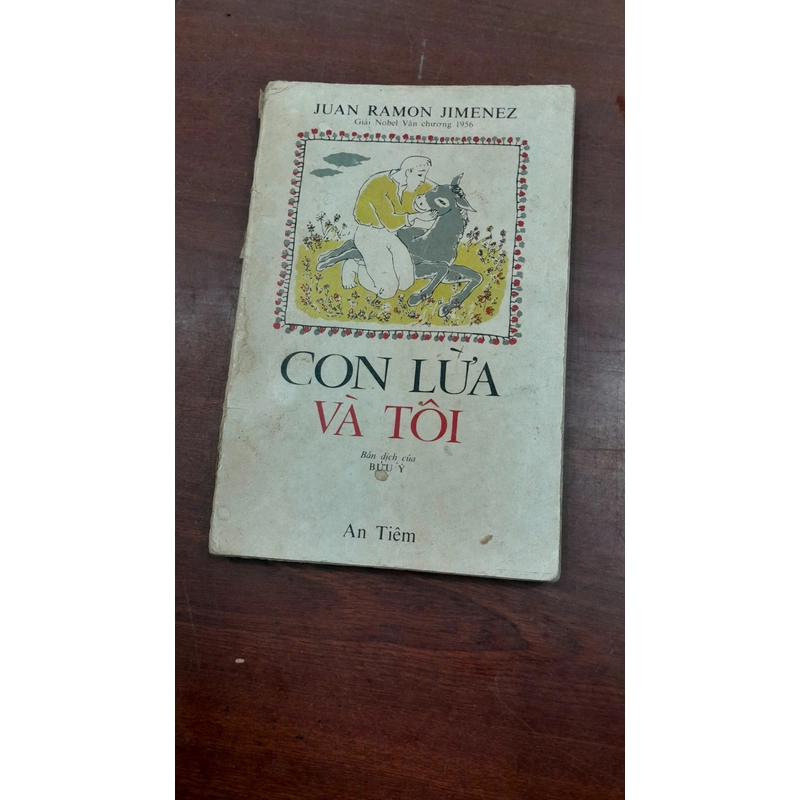 JUAN RAMON JIMENEZ
Giải Nobel Văn chương 1956
CON LỪA
VÀ TÔI
Bản dịch của
BỬU Ý
An Tiêm